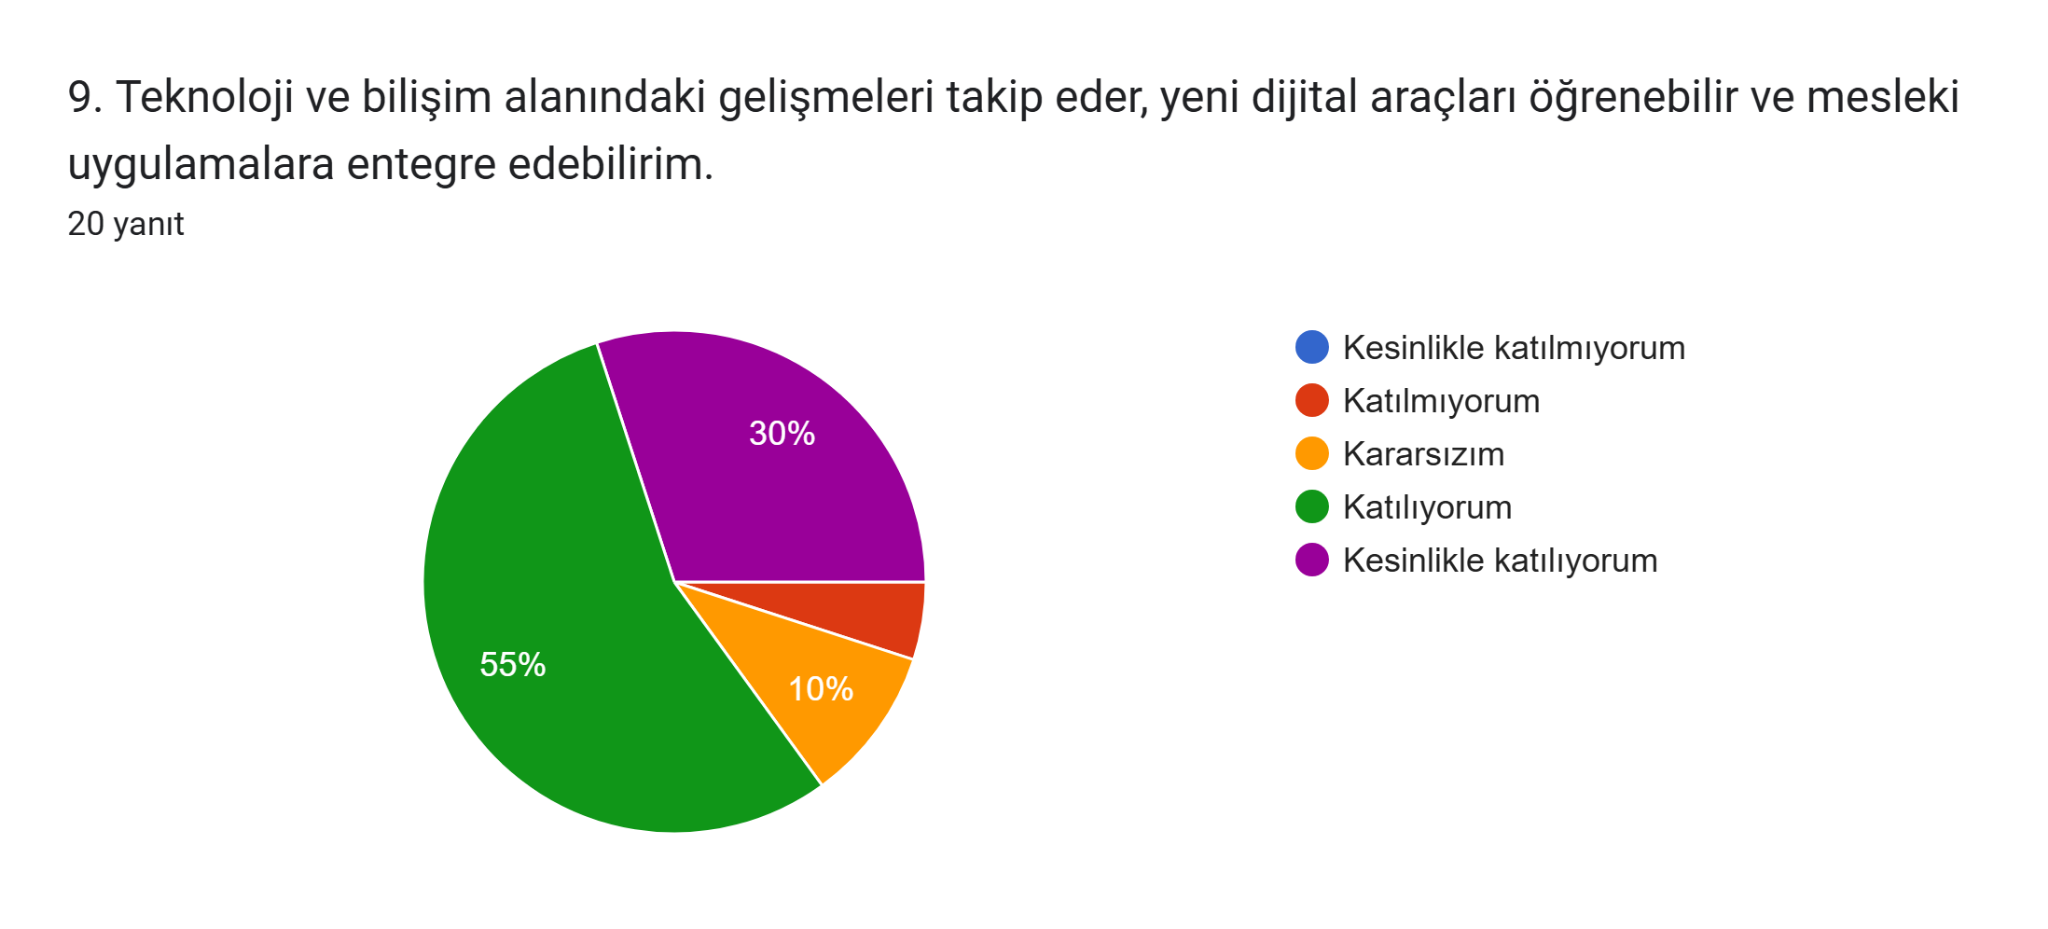 9. Teknoloji ve bilişim alanındaki gelişmeleri takip eder, yeni dijital araçları öğrenebilir ve mesleki
uygulamalara entegre edebilirim.
20 yanıt
30%
55%
10%
Kesinlikle katılmıyorum
Katılmıyorum
Kararsızım
Katılıyorum
Kesinlikle katılıyorum